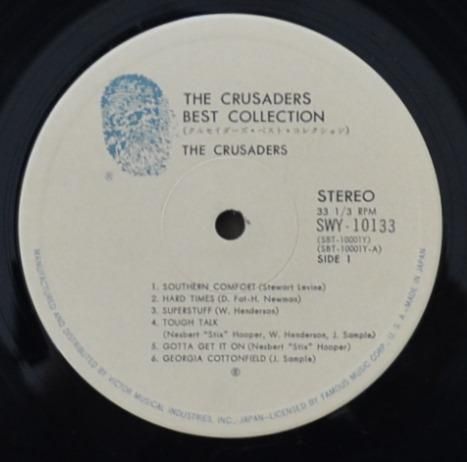 THE CRUSADERS
BEST COLLECTION
(クルセイダーズ・ベスト・コレクション)
THE CRUSADERS
®
STEREO
33 1/3 RPM
SWY-10133
(SBT-10001Y)
(SBT-10001Y-A)
SIDE 1
1. SOUTHERN COMFORT (Stewart Levine)
2. HARD TIMES (D. Fat-H. Newman)
3. SUPERSTUFF (W. Henderson)
4. TOUGH TALK
(Nesbert "Stix" Hooper, W. Henderson, J. Sample)
5. GOTTA GET IT ON (Nesbert "Stix" Hooper)
6. GEORGIA COTTONFIELD (J. Sample)
℗
MANUFACTURED AND DISTRIBUTED BY VICTOR MUSICAL INDUSTRIES, INC., JAPAN-LICENSED BY FAMOUS MUSIC CORP. U. S. A.-MADE IN JAPAN